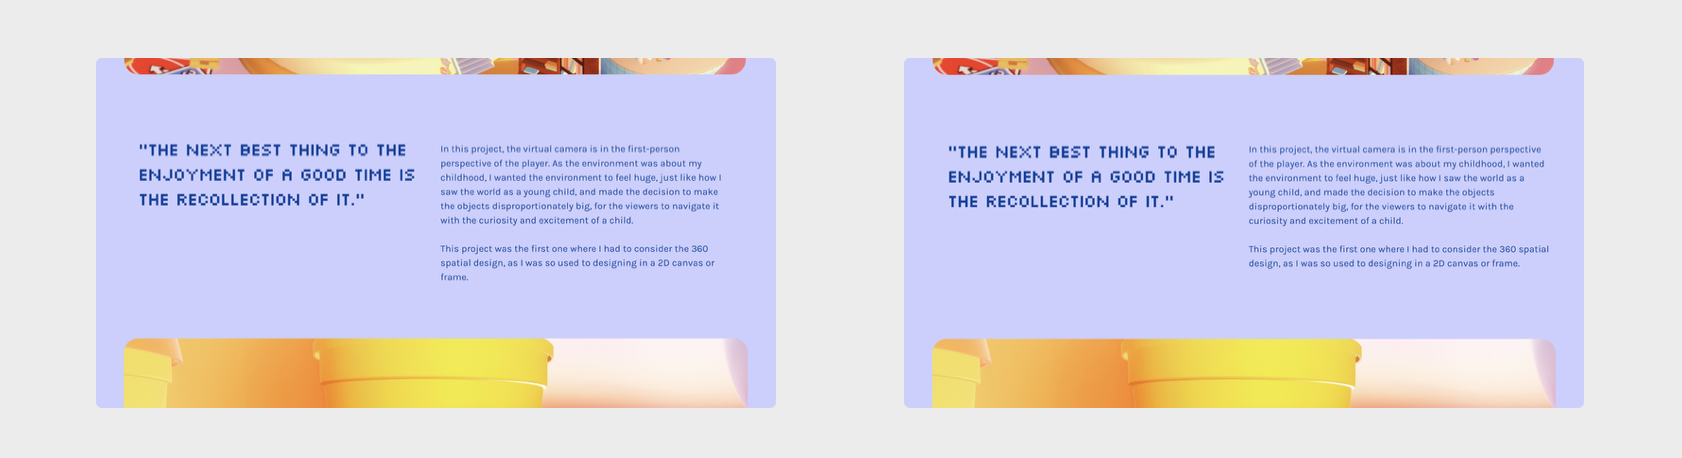 "THE NEXT BEST THING TO THE
ENJOYMENT OF A GOOD TIME IS
THE RECOLLECTION OF IT."
In this project, the virtual camera is in the first-person
perspective of the player. As the environment was about my
childhood, I wanted the environment to feel huge, just like how I
saw the world as a young child, and made the decision to make
the objects disproportionately big, for the viewers to navigate it
with the curiosity and excitement of a child.
This project was the first one where I had to consider the 360
spatial design, as I was so used to designing in a 2D canvas or
frame.
"THE NEXT BEST THING TO THE
ENJOYMENT OF A GOOD TIME IS
THE RECOLLECTION OF IT."
In this project, the virtual camera is in the first-person perspective
of the player. As the environment was about my childhood, I wanted
the environment to feel huge, just like how I saw the world as a
young child, and made the decision to make the objects
disproportionately big, for the viewers to navigate it with the
curiosity and excitement of a child.
This project was the first one where I had to consider the 360 spatial
design, as I was so used to designing in a 2D canvas or frame.